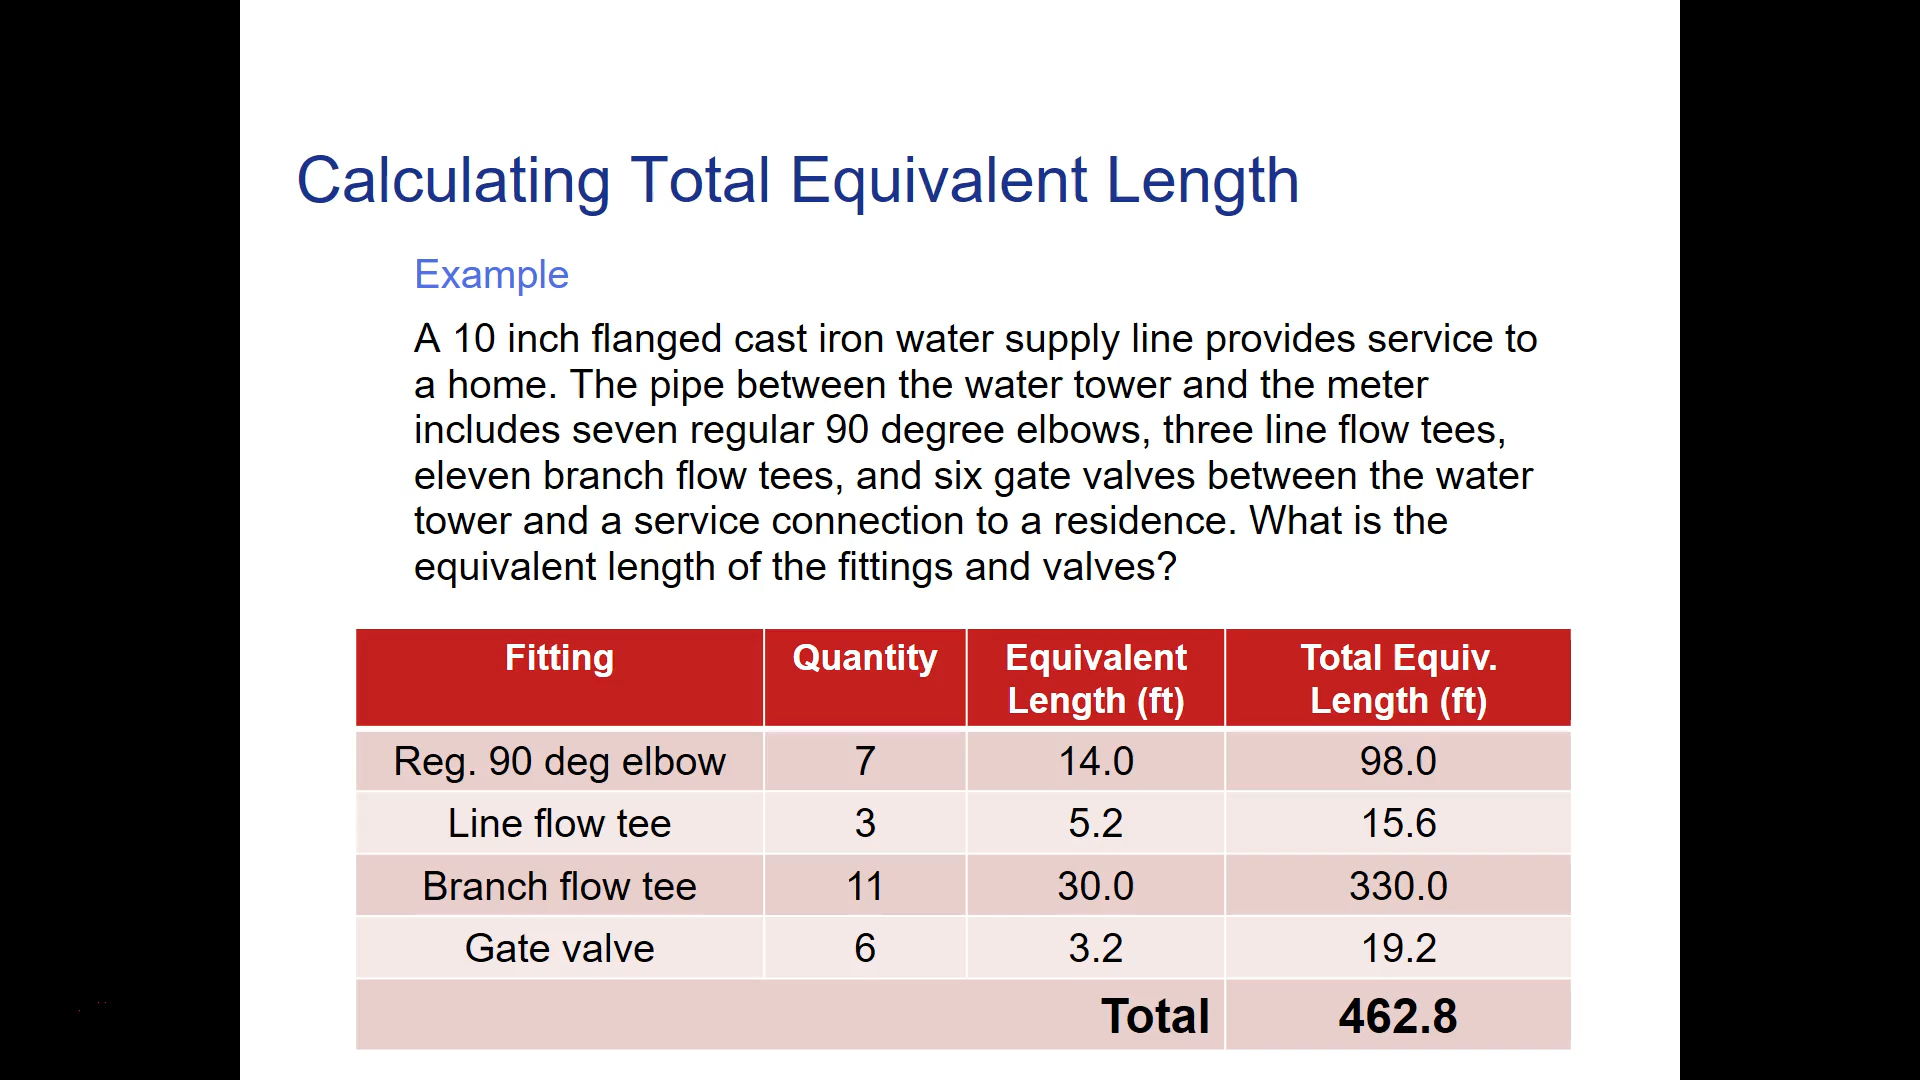 Calculating Total Equivalent Length
Example
A 10 inch flanged cast iron water supply line provides service to
a home. The pipe between the water tower and the meter
includes seven regular 90 degree elbows, three line flow tees,
eleven branch flow tees, and six gate valves between the water
tower and a service connection to a residence. What is the
equivalent length of the fittings and valves?
Fitting Quantity Equivalent Length (ft) Total Equiv. Length (ft)
Reg. 90 deg elbow 7 14.0 98.0
Line flow tee 3 5.2 15.6
Branch flow tee 11 30.0 330.0
Gate valve 6 3.2 19.2
Total 462.8